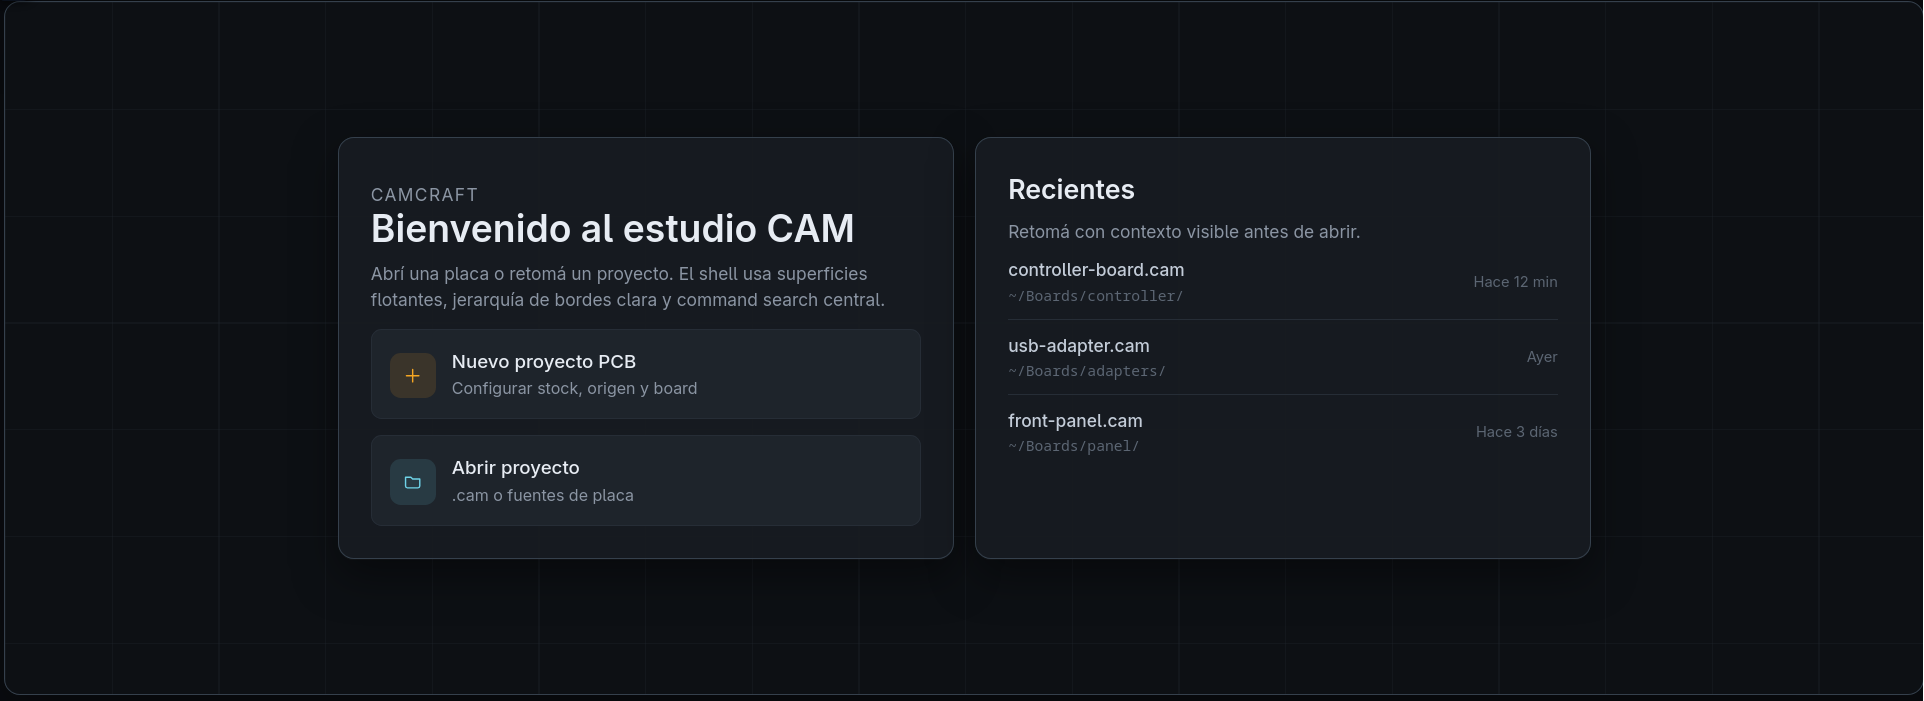 CAMCRAFT
Bienvenido al estudio CAM
Abrí una placa o retomá un proyecto. El shell usa superficies
flotantes, jerarquía de bordes clara y command search central.
Nuevo proyecto PCB
Configurar stock, origen y board
Abrir proyecto
.cam o fuentes de placa
Recientes
Retomá con contexto visible antes de abrir.
controller-board.cam
~/Boards/controller/
Hace 12 min
usb-adapter.cam
~/Boards/adapters/
Ayer
front-panel.cam
~/Boards/panel/
Hace 3 días